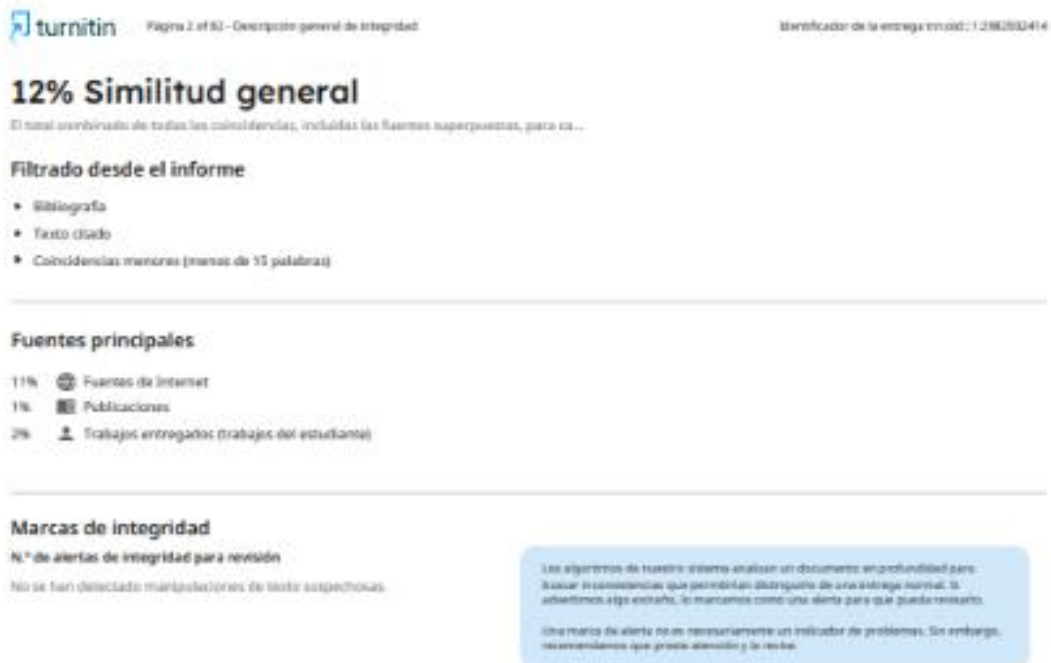 turnitin Página 2 of 92 - Descripción general de integridad Identificador de la entrega trn:oid:::1:2982932414
12% Similitud general
El total combinado de todas las coincidencias, incluidas las fuentes superpuestas, para ca...
Filtrado desde el informe
• Bibliografía
• Texto citado
• Coincidencias menores (menos de 15 palabras)
Fuentes principales
11% Fuentes de Internet
1% Publicaciones
2% Trabajos entregados (trabajos del estudiante)
Marcas de integridad
N.º de alertas de integridad para revisión
No se han detectado manipulaciones de texto sospechosas.
Los algoritmos de nuestro sistema analizan un documento en profundidad para
buscar inconsistencias que permitirían distinguirlo de una entrega normal. Si
advertimos algo extraño, lo marcamos como una alerta para que pueda revisarlo.
Una marca de alerta no es necesariamente un indicador de problemas. Sin embargo,
recomendamos que preste atención y la revise.